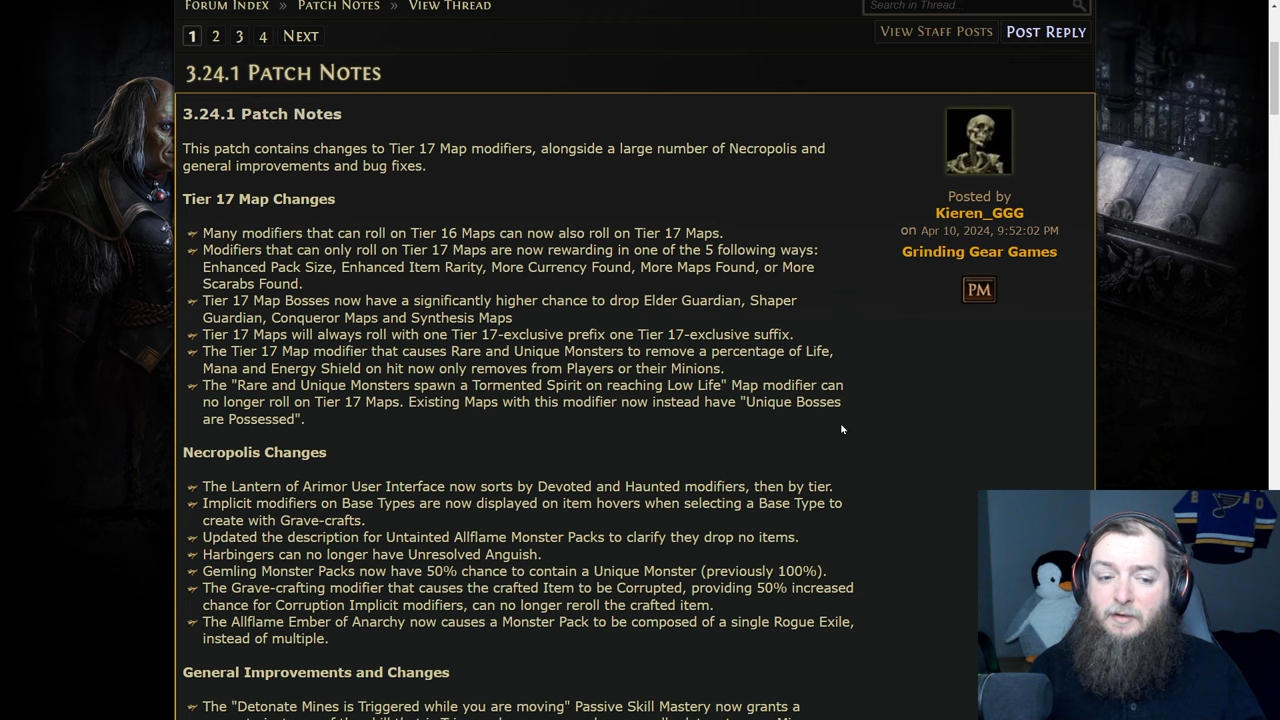 Forum Index » Patch Notes » View Thread
Search in Thread...
1 2 3 4 Next
View Staff Posts Post Reply
3.24.1 Patch Notes
3.24.1 Patch Notes
This patch contains changes to Tier 17 Map modifiers, alongside a large number of Necropolis and
general improvements and bug fixes.
Tier 17 Map Changes
Many modifiers that can roll on Tier 16 Maps can now also roll on Tier 17 Maps.
Modifiers that can only roll on Tier 17 Maps are now rewarding in one of the 5 following ways:
Enhanced Pack Size, Enhanced Item Rarity, More Currency Found, More Maps Found, or More
Scarabs Found.
Tier 17 Map Bosses now have a significantly higher chance to drop Elder Guardian, Shaper
Guardian, Conqueror Maps and Synthesis Maps
Tier 17 Maps will always roll with one Tier 17-exclusive prefix one Tier 17-exclusive suffix.
The Tier 17 Map modifier that causes Rare and Unique Monsters to remove a percentage of Life,
Mana and Energy Shield on hit now only removes from Players or their Minions.
The "Rare and Unique Monsters spawn a Tormented Spirit on reaching Low Life" Map modifier can
no longer roll on Tier 17 Maps. Existing Maps with this modifier now instead have "Unique Bosses
are Possessed".
Posted by
Kieren_GGG
on Apr 10, 2024, 9:52:02 PM
Grinding Gear Games
PM
Necropolis Changes
The Lantern of Arimor User Interface now sorts by Devoted and Haunted modifiers, then by tier.
Implicit modifiers on Base Types are now displayed on item hovers when selecting a Base Type to
create with Grave-crafts.
Updated the description for Untainted Allflame Monster Packs to clarify they drop no items.
Harbingers can no longer have Unresolved Anguish.
Gemling Monster Packs now have 50% chance to contain a Unique Monster (previously 100%).
The Grave-crafting modifier that causes the crafted Item to be Corrupted, providing 50% increased
chance for Corruption Implicit modifiers, can no longer reroll the crafted item.
The Allflame Ember of Anarchy now causes a Monster Pack to be composed of a single Rogue Exile,
instead of multiple.
General Improvements and Changes
The "Detonate Mines is Triggered while you are moving" Passive Skill Mastery now grants a